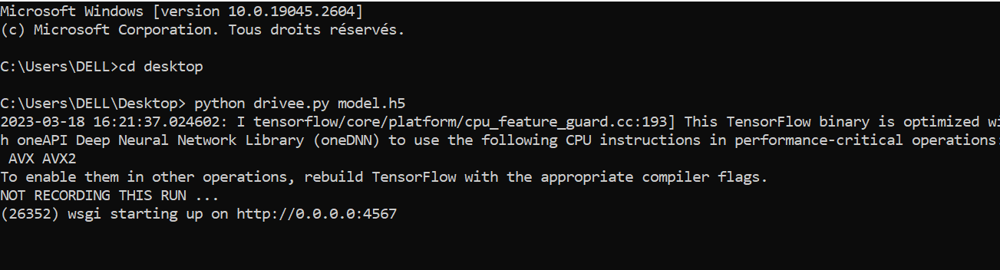 Microsoft Windows [version 10.0.19045.2604]
(c) Microsoft Corporation. Tous droits réservés.
C:\Users\DELL>cd desktop
C:\Users\DELL\Desktop> python drivee.py model.h5
2023-03-18 16:21:37.024602: I tensorflow/core/platform/cpu_feature_guard.cc:193] This TensorFlow binary is optimized wi
h oneAPI Deep Neural Network Library (oneDNN) to use the following CPU instructions in performance-critical operations:
 AVX AVX2
To enable them in other operations, rebuild TensorFlow with the appropriate compiler flags.
NOT RECORDING THIS RUN ...
(26352) wsgi starting up on http://0.0.0.0:4567